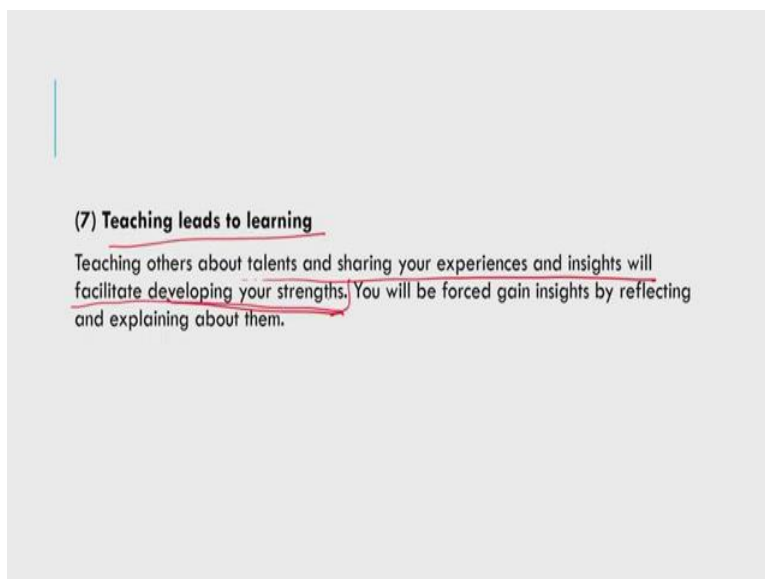 (7) Teaching leads to learning
Teaching others about talents and sharing your experiences and insights will
facilitate developing your strengths. You will be forced gain insights by reflecting
and explaining about them.